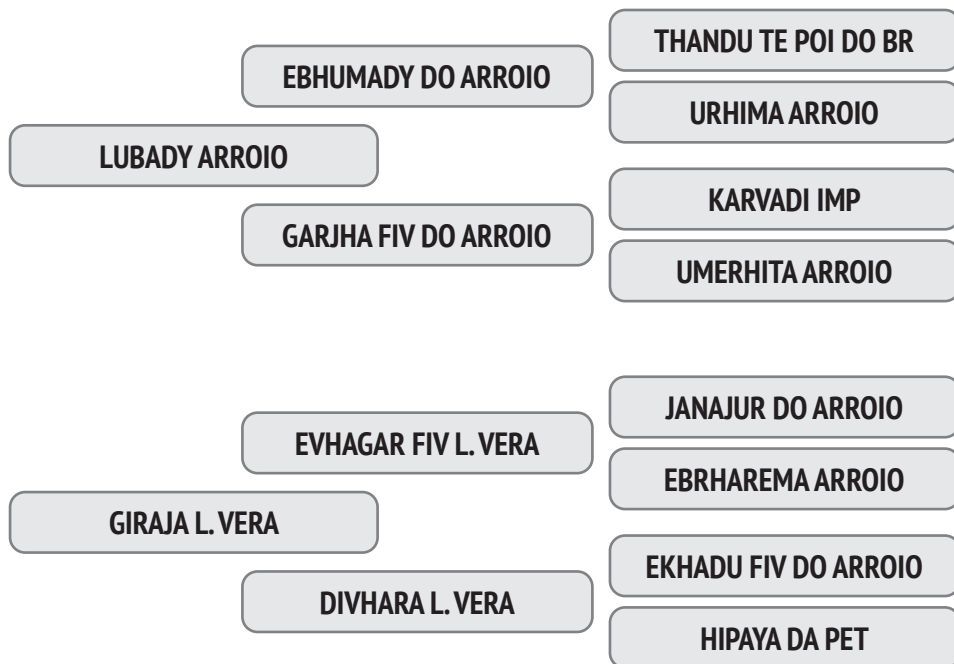 THANDU TE POI DO BR
EBHUMADY DO ARROIO
URHIMA ARROIO
LUBADY ARROIO
KARVADI IMP
GARJHA FIV DO ARROIO
UMERHITA ARROIO
JANAJUR DO ARROIO
EVHAGAR FIV L. VERA
EBRHAREMA ARROIO
GIRAJA L. VERA
EKHADU FIV DO ARROIO
DIVHARA L. VERA
HIPAYA DA PET